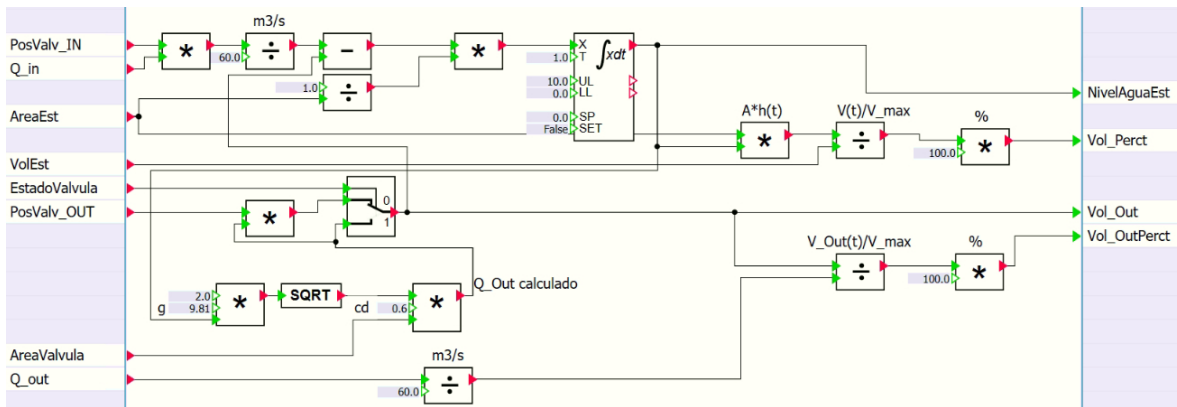 m3/s
PosValv_IN
Q_in
*
60.0
÷
-
*
X
T
1.0
∫xdt
1.0
÷
10.0
UL
0.0
LL
0.0
SP
False
SET
AreaEst
NivelAguaEst
A*h(t)
*
V(t)/V_max
÷
%
100.0
*
Vol_Perct
VolEst
EstadoValvula
PosValv_OUT
*
0
1
Vol_Out
Vol_OutPerct
V_Out(t)/V_max
÷
%
100.0
*
Q_Out calculado
2.0
9.81
g
*
SQRT
cd
0.6
*
AreaValvula
Q_out
m3/s
60.0
÷